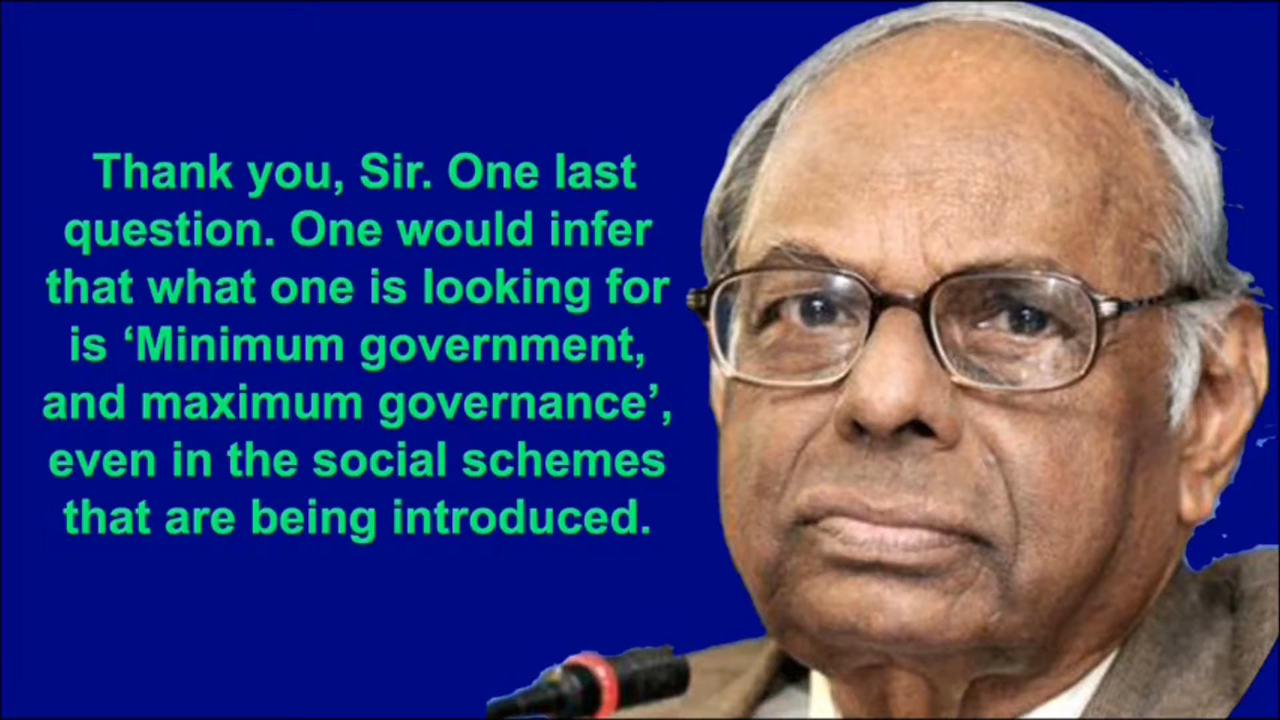 Thank you, Sir. One last
question. One would infer
that what one is looking for
is ‘Minimum government,
and maximum governance’,
even in the social schemes
that are being introduced.